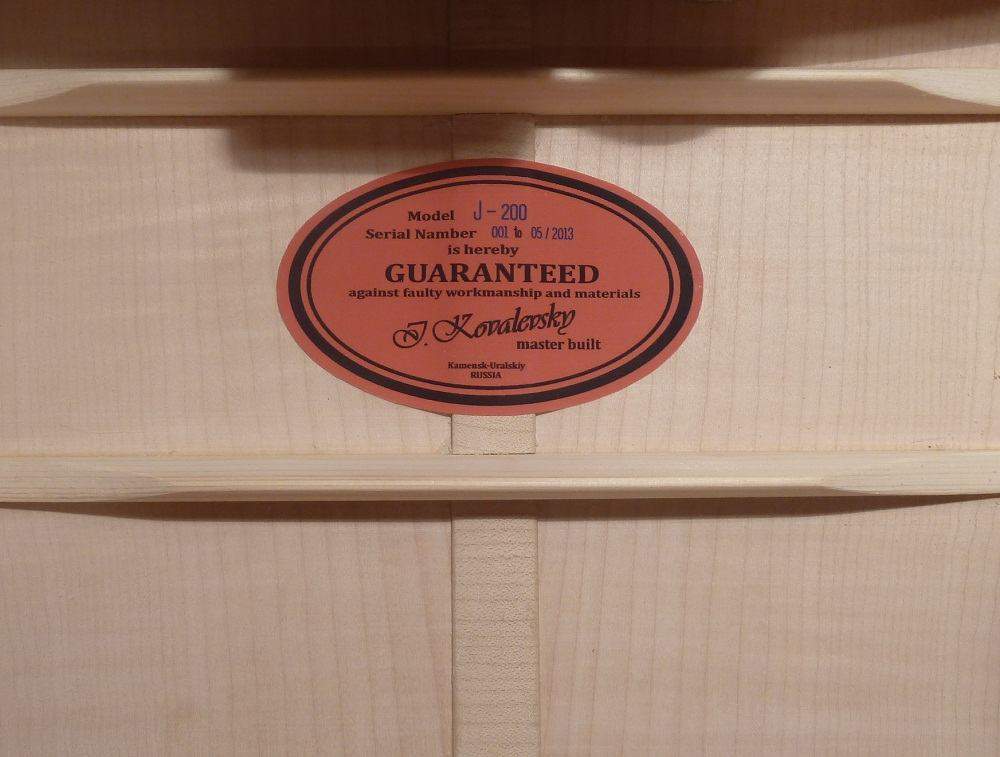 Model J-200
Serial Namber 001 to 05/2013
is hereby
GUARANTEED
against faulty workmanship and materials
J. Kovalevsky
master built
Kamensk-Uralskiy
RUSSIA